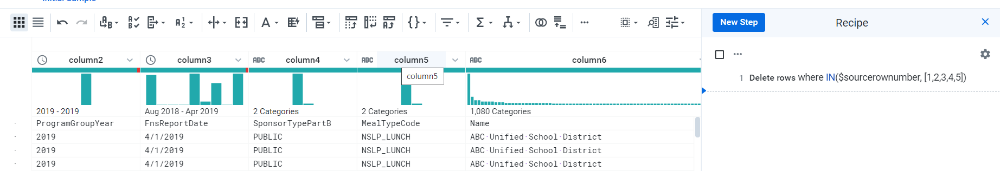 Initial Sample
New Step
Recipe
column2
column3
ABC column4
ABC column5
ABC column6
column5
2019 - 2019
Aug 2018 - Apr 2019
2 Categories
2 Categories
1,080 Categories
ProgramGroupYear
FnsReportDate
SponsorTypePartB
MealTypeCode
Name
2019
4/1/2019
PUBLIC
NSLP_LUNCH
ABC·Unified·School·District
2019
4/1/2019
PUBLIC
NSLP_LUNCH
ABC·Unified·School·District
2019
4/1/2019
PUBLIC
NSLP_LUNCH
ABC·Unified·School·District
1 Delete rows where IN($sourcerownumber, [1,2,3,4,5])